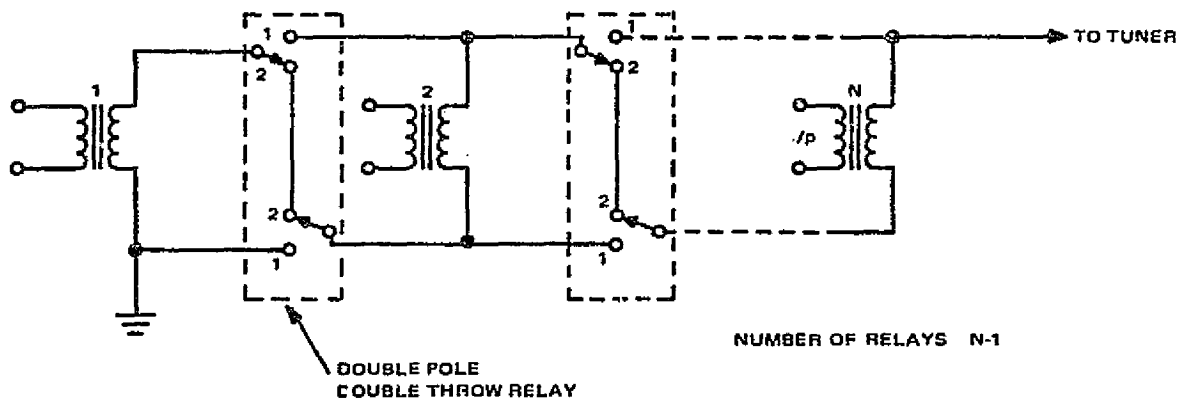 1
1
TO TUNER
2
2
1
2
N
./p
2
2
1
1
NUMBER OF RELAYS N-1
DOUBLE POLE
COUBLE THROW RELAY